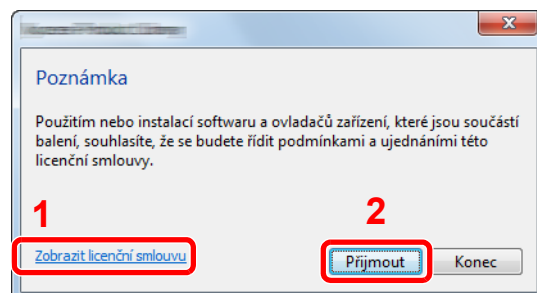 Poznámka
Použitím nebo instalací softwaru a ovladačů zařízení, které jsou součástí
balení, souhlasíte, že se budete řídit podmínkami a ujednáními této
licenční smlouvy.
1
2
Zobrazit licenční smlouvu
Přijmout
Konec